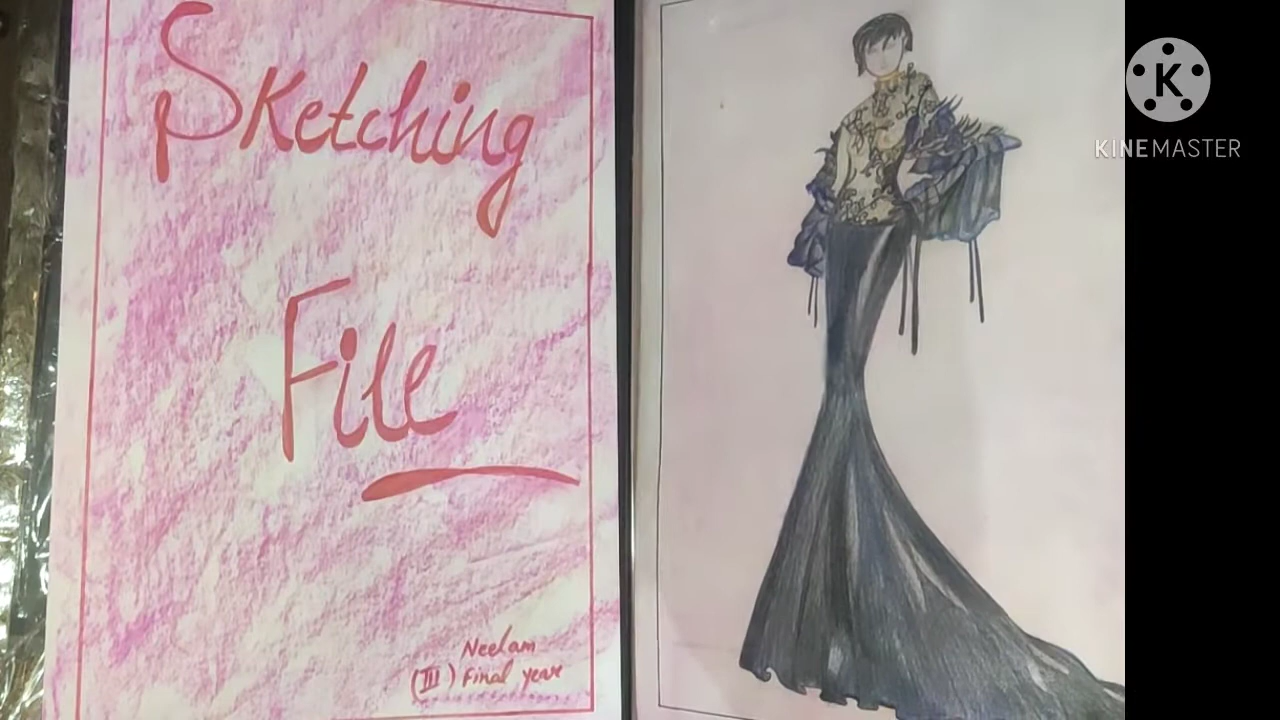 Sketching
File
Neelam
(III) Final year
KINEMASTER